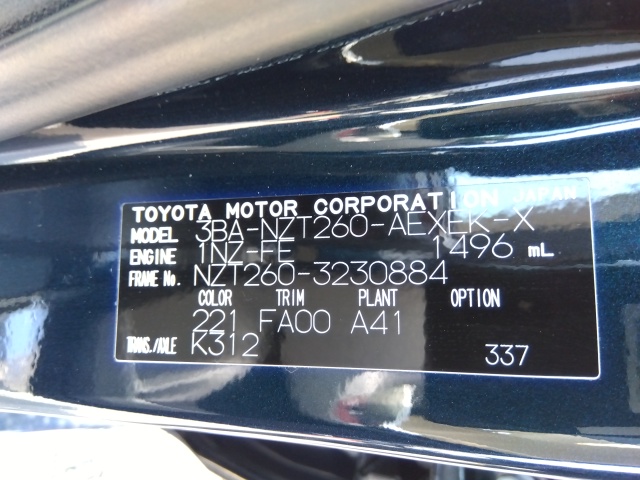 TOYOTA MOTOR CORPORATION JAPAN
MODEL 3BA-NZT260-AEXEK-X
ENGINE 1NZ-FE 1496 mL
FRAME No. NZT260-3230884
COLOR TRIM PLANT OPTION
221 FA00 A41
TRANS./AXLE K312 337